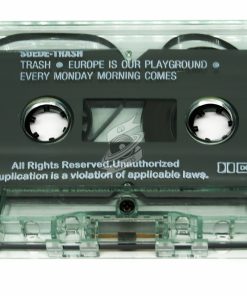 SUEDE-TRASH
TRASH • EUROPE IS OUR PLAYGROUND •
EVERY MONDAY MORNING COMES
All Rights Reserved.Unauthorized
uplication is a violation of applicable laws.